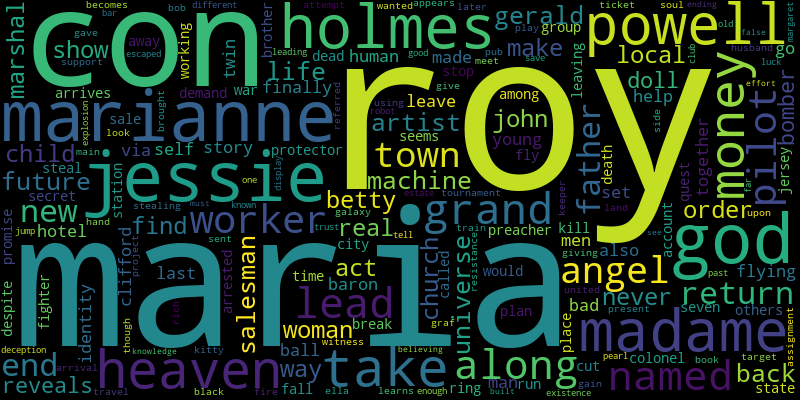 becomes bob different bar ending ticket soul old margaret
marshal con holmes gerald powell
support away escaped working twin brother appears later wanted attempt play group pub make meet leading good save
gave show dead human made life finally war
arrives demand stop give leaving local go husband luck
marianne roy money pilot bomber
explosion sale brought protector referred using robot leave among doll help club false effort
main look via self story artist seems john young fly
child town machine father side
future steal jessie station display betty set death quest together jersey
secret new hand one known stealing must estate tournament keeper land account
promise hotel find worker real grand preacher order upon far
jump project sent galaxy trust tell train kill men also see
clifford salesman city church called universe resistance giving past flying god
despite last arrested time act baron would angel
identity maria lead plan never return
fighter though rich woman break united bad seven others present
deception witness graf place madame assignment
end knowledge kitty way ball take along cut colonel pearl book target back
reveals arrival heaven believing ring man run gain named state
travel black fire fall ella learns enough built existence